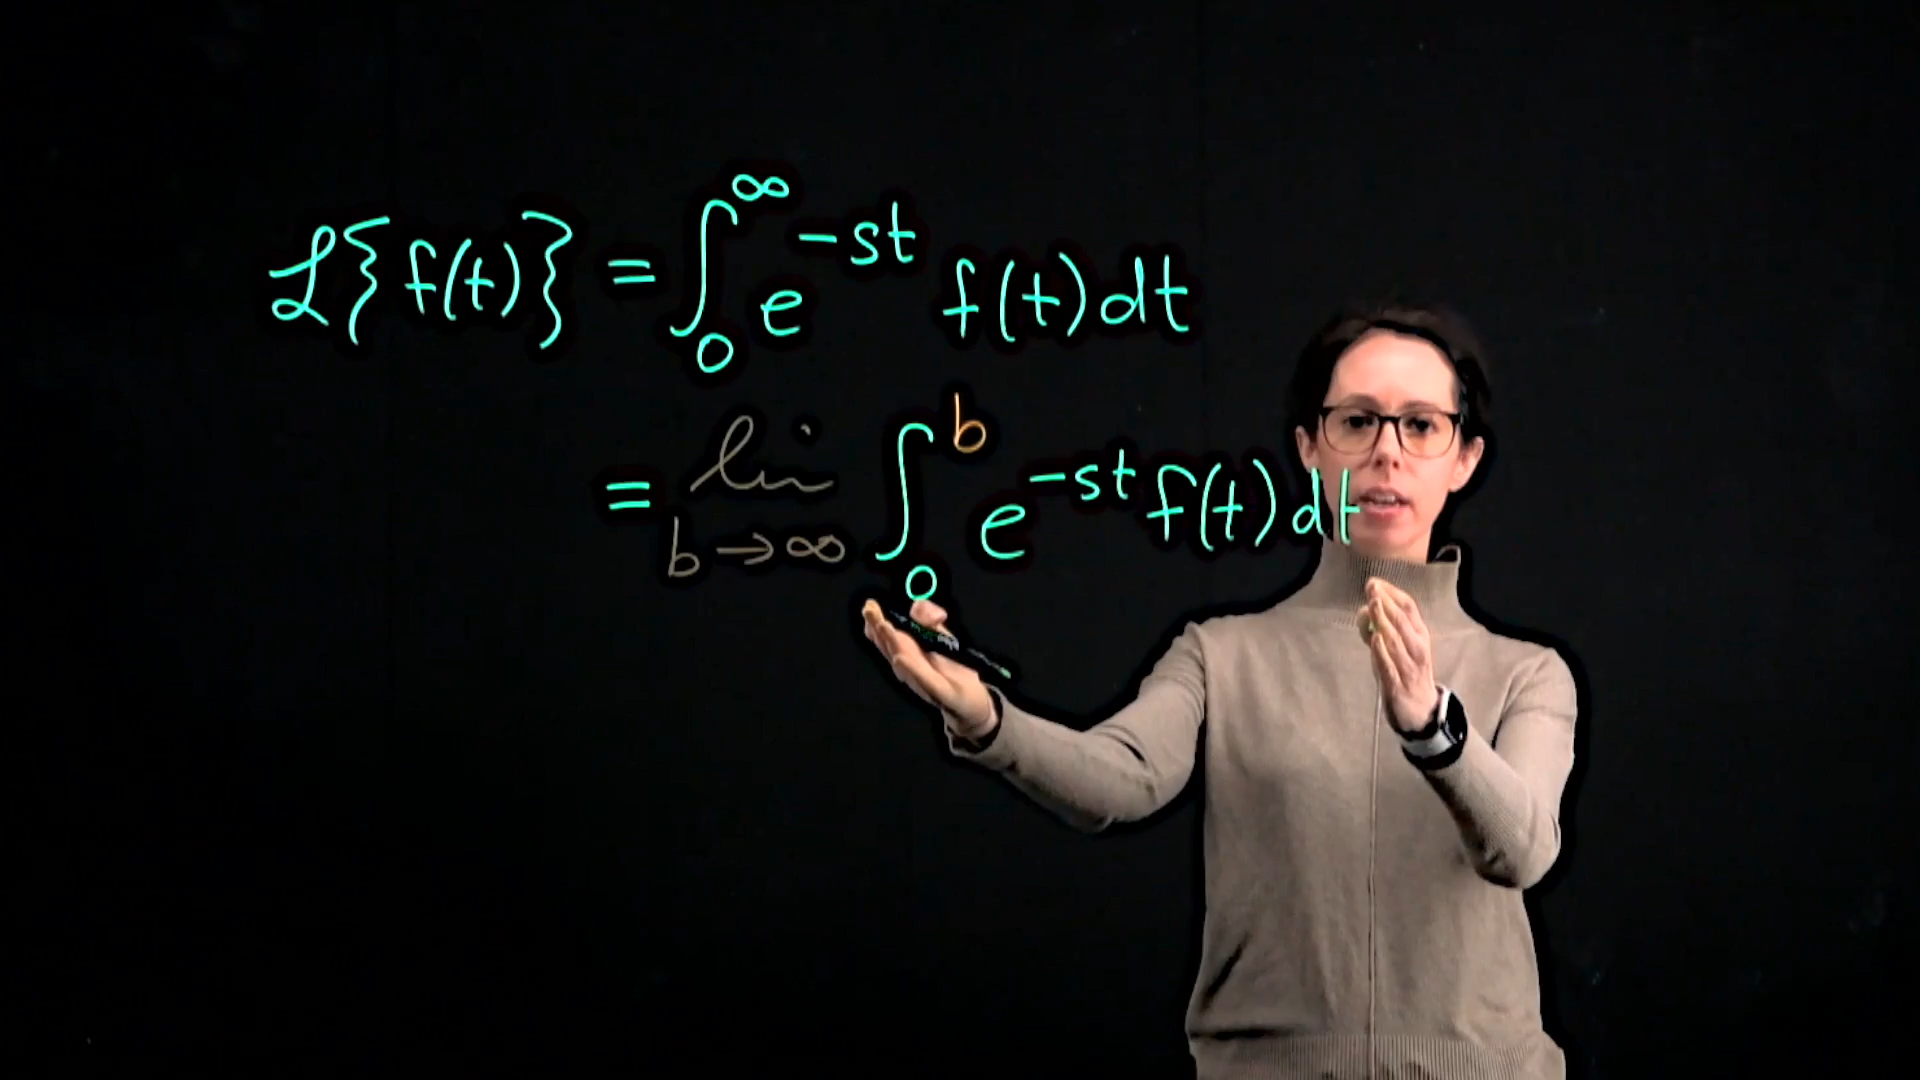 ℒ{f(t)} = ∫₀^∞ e^{-st} f(t) dt
= lim_{b→∞} ∫₀^b e^{-st} f(t) dt